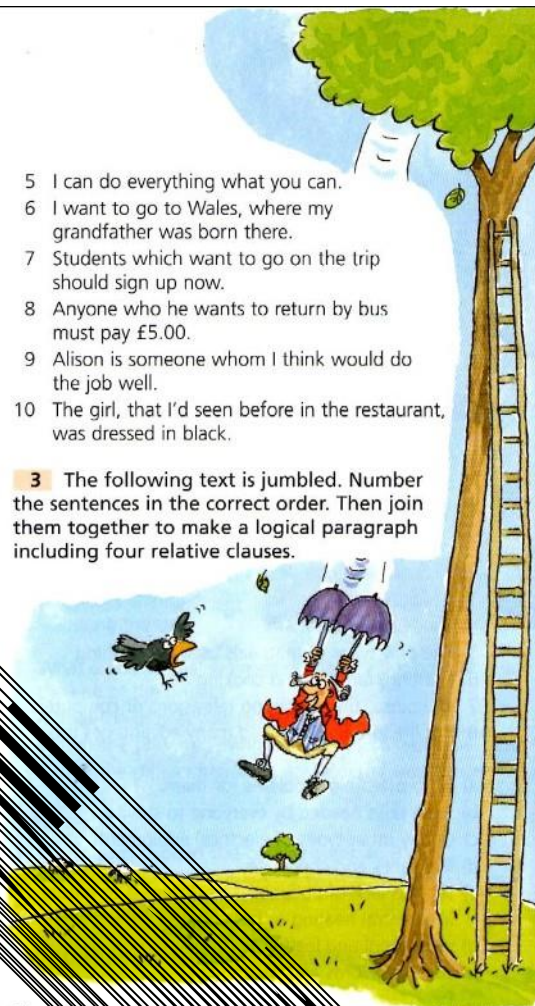 5 I can do everything what you can.
6 I want to go to Wales, where my
grandfather was born there.
7 Students which want to go on the trip
should sign up now.
8 Anyone who he wants to return by bus
must pay £5.00.
9 Alison is someone whom I think would do
the job well.
10 The girl, that I'd seen before in the restaurant,
was dressed in black.
3 The following text is jumbled. Number
the sentences in the correct order. Then join
them together to make a logical paragraph
including four relative clauses.